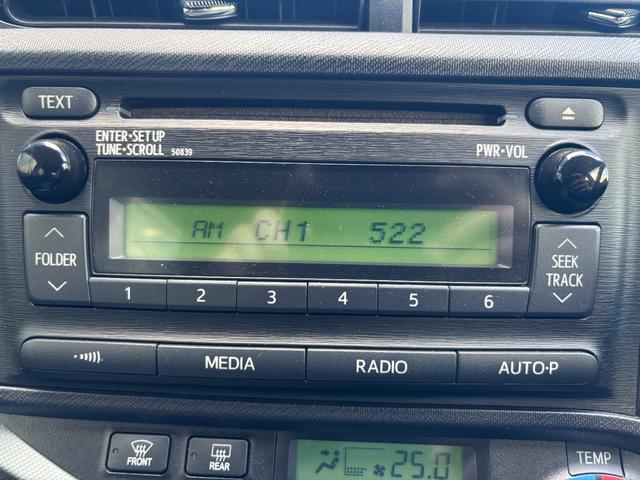 TEXT
ENTER•SETUP
TUNE•SCROLL 50839
PWR•VOL
AM CH1 522
FOLDER
SEEK
TRACK
1 2 3 4 5 6
MEDIA RADIO AUTO•P
FRONT REAR 25.0 TEMP